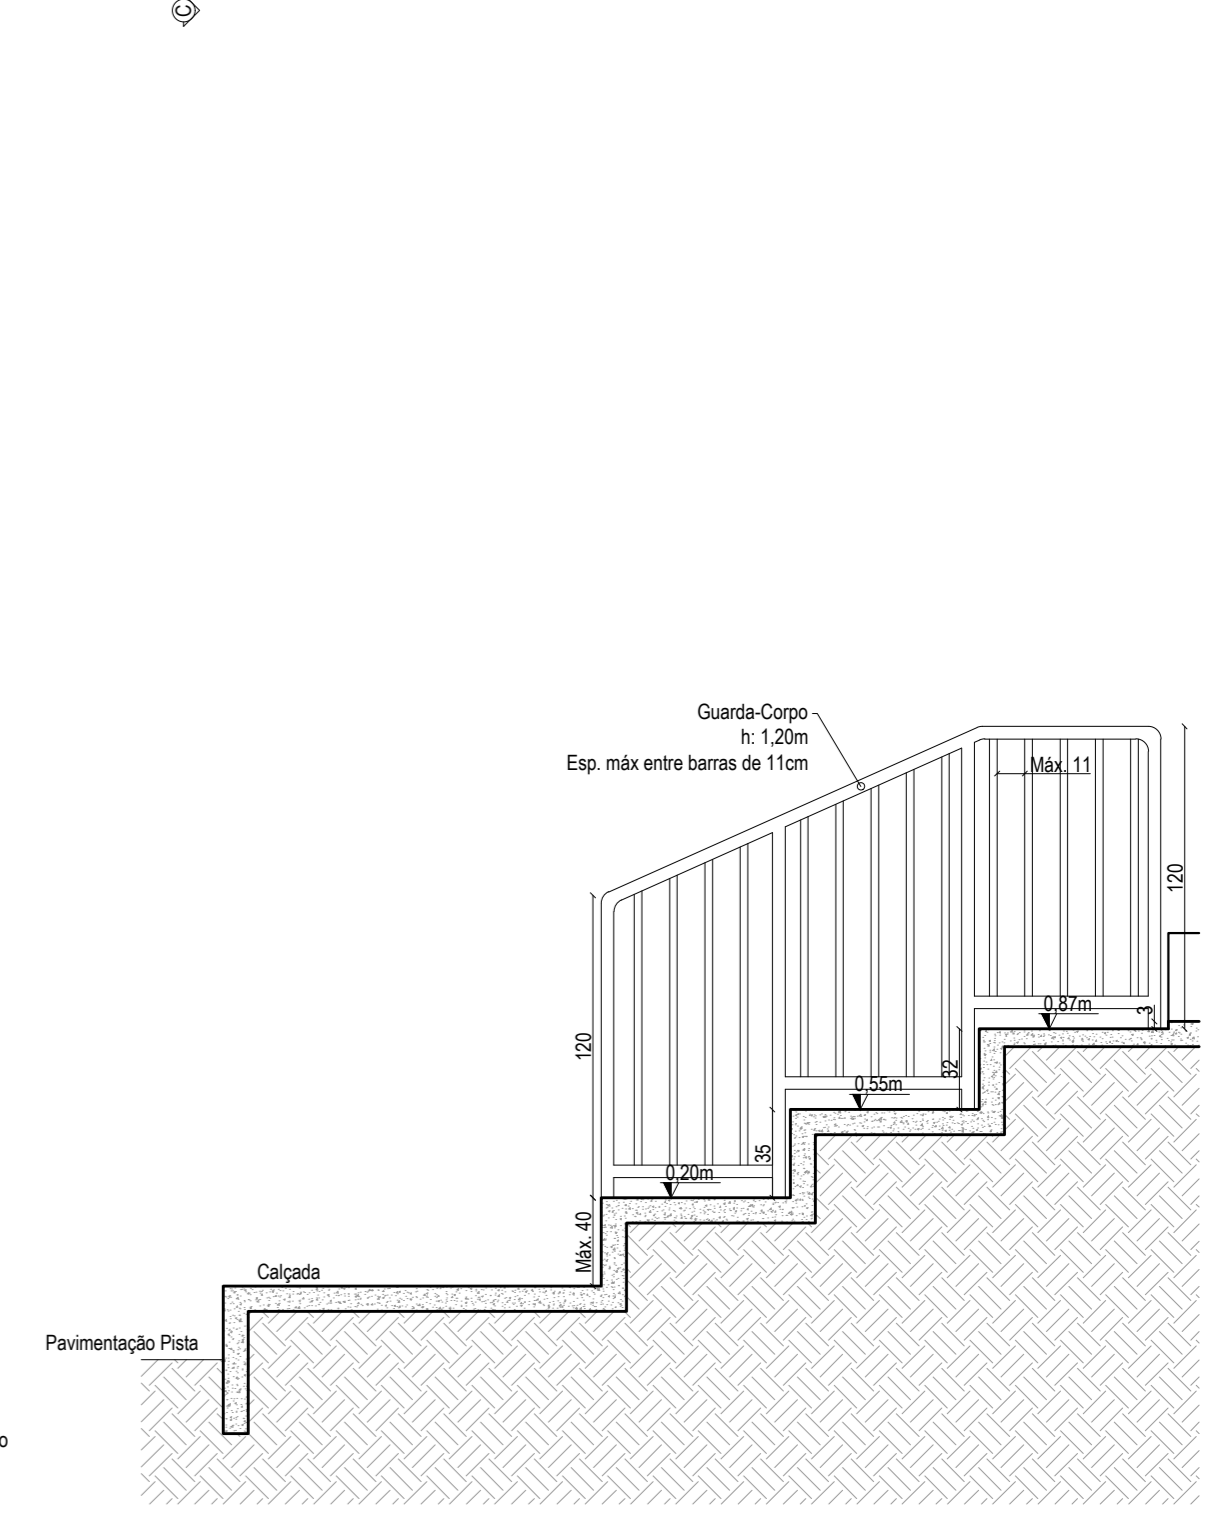 C
Guarda-Corpo
h: 1,20m
Esp. máx entre barras de 11cm
Máx. 11
120
120
0,87m
3
32
0,55m
35
0,20m
Máx. 40
Calçada
Pavimentação Pista
o